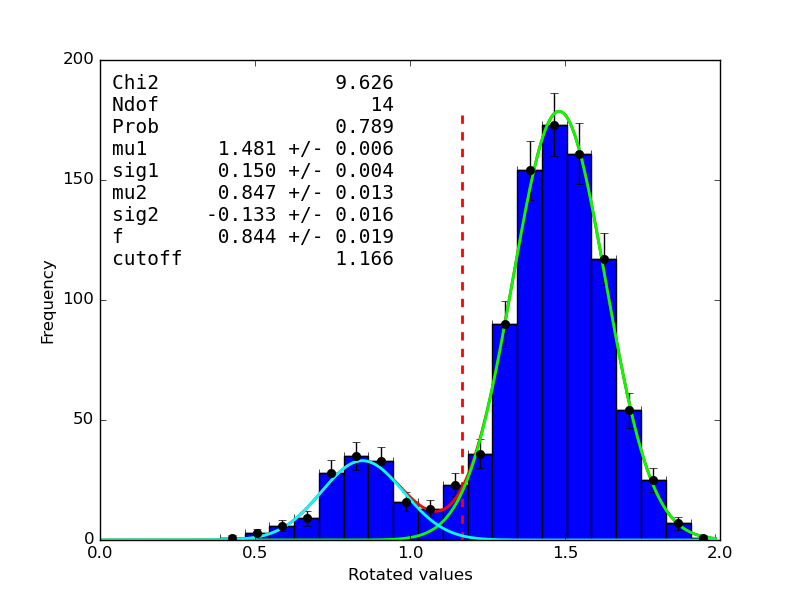 200
150
100
50
0
Frequency
Chi2 9.626
Ndof 14
Prob 0.789
mu1 1.481 +/- 0.006
sig1 0.150 +/- 0.004
mu2 0.847 +/- 0.013
sig2 -0.133 +/- 0.016
f 0.844 +/- 0.019
cutoff 1.166
0.0 0.5 1.0 1.5 2.0
Rotated values